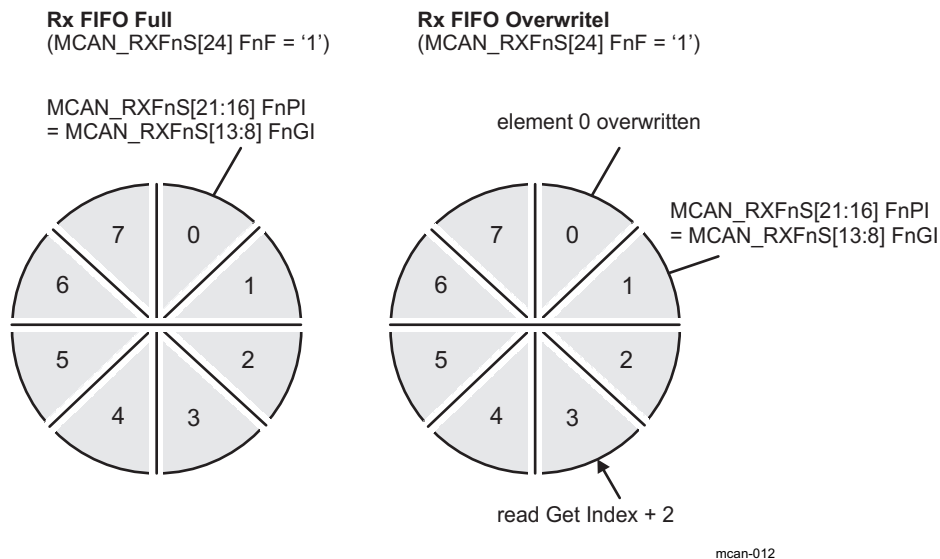 Rx FIFO Full
(MCAN_RXFnS[24] FnF = ‘1’)
MCAN_RXFnS[21:16] FnPI
= MCAN_RXFnS[13:8] FnGI
7
0
6
1
5
2
4
3
Rx FIFO Overwritel
(MCAN_RXFnS[24] FnF = ‘1’)
element 0 overwritten
MCAN_RXFnS[21:16] FnPI
= MCAN_RXFnS[13:8] FnGI
7
0
6
1
5
2
4
3
read Get Index + 2
mcan-012